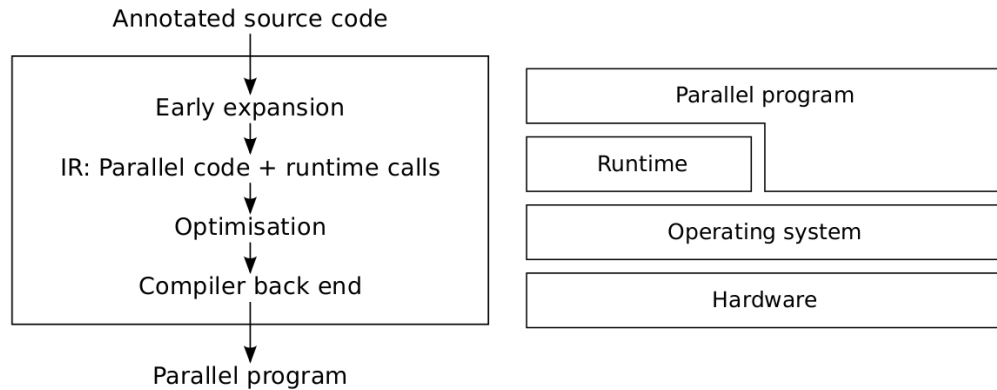 Annotated source code
Early expansion
IR: Parallel code + runtime calls
Optimisation
Compiler back end
Parallel program
Parallel program
Runtime
Operating system
Hardware